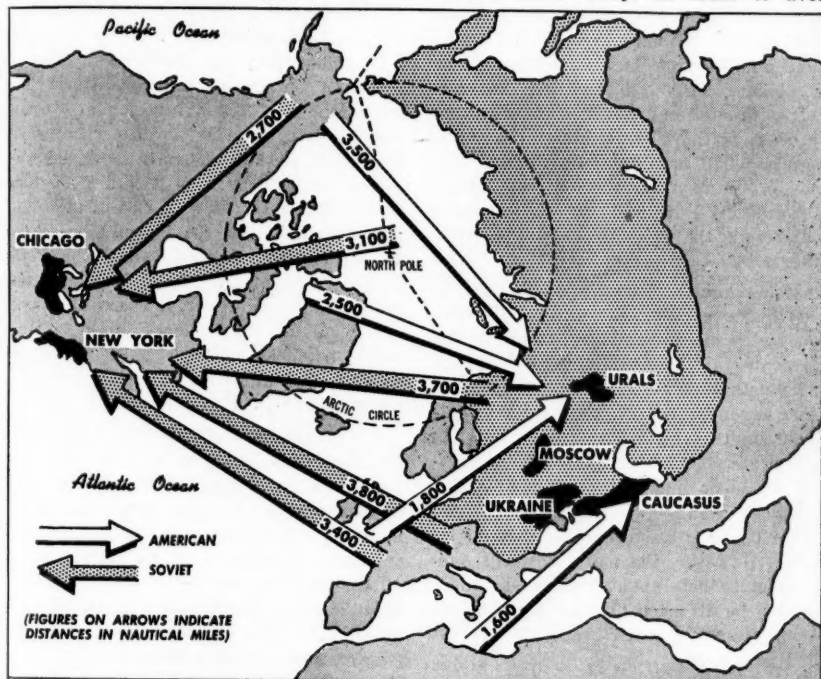 Pacific Ocean
2,700
3,500
CHICAGO
3,100
NORTH POLE
2,500
NEW YORK
3,700
URALS
ARCTIC CIRCLE
MOSCOW
Atlantic Ocean
3,800
1,800
UKRAINE
CAUCASUS
3,400
AMERICAN
SOVIET
(FIGURES ON ARROWS INDICATE
DISTANCES IN NAUTICAL MILES)
1,600